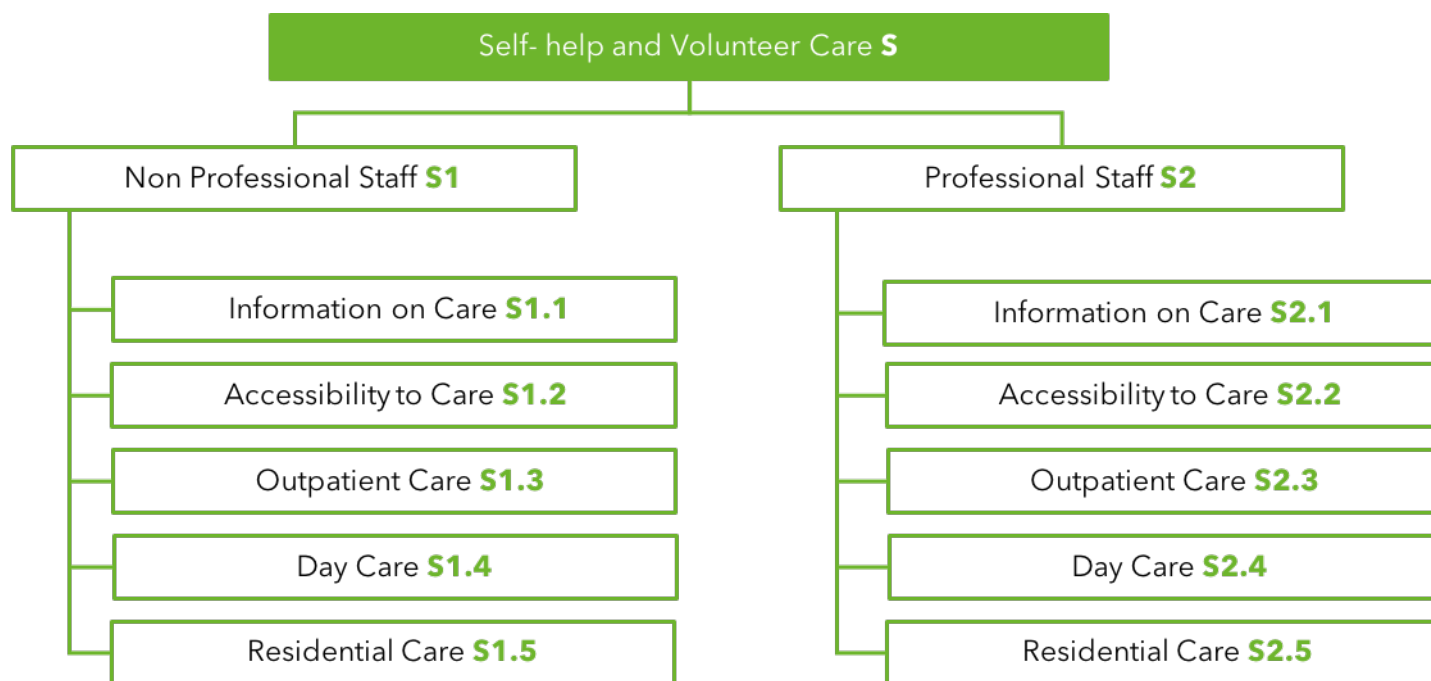 Self- help and Volunteer Care S
Non Professional Staff S1
Information on Care S1.1
Accessibility to Care S1.2
Outpatient Care S1.3
Day Care S1.4
Residential Care S1.5
Professional Staff S2
Information on Care S2.1
Accessibility to Care S2.2
Outpatient Care S2.3
Day Care S2.4
Residential Care S2.5